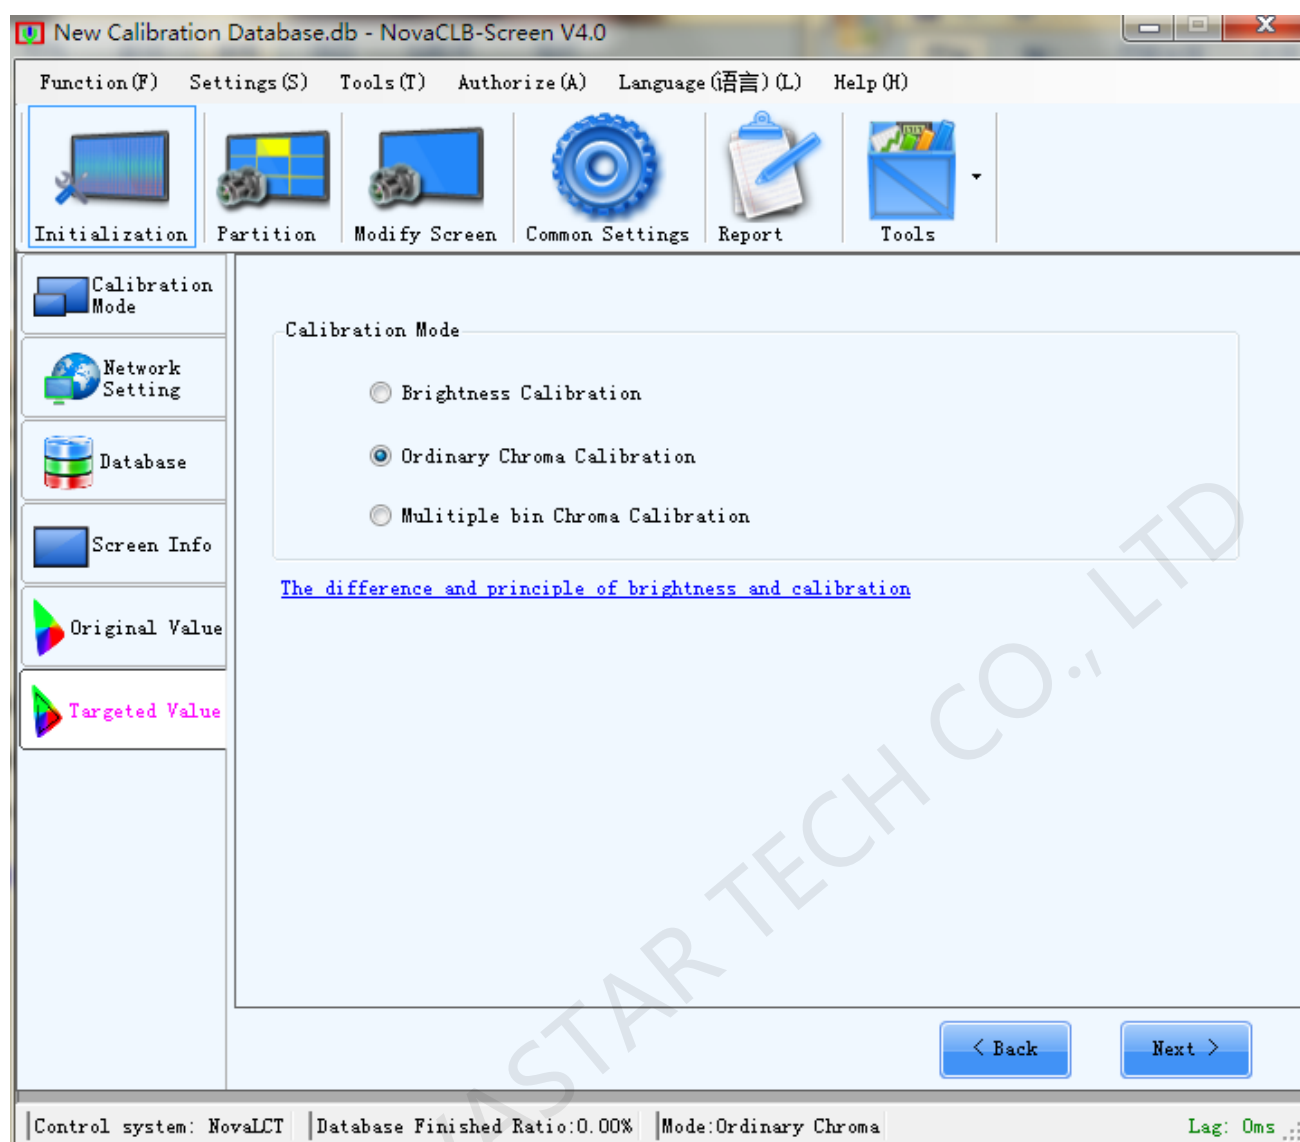 New Calibration Database.db - NovaCLB-Screen V4.0
Function(F) Settings(S) Tools(T) Authorize(A) Language(语言)(L) Help(H)
Initialization Partition Modify Screen Common Settings Report Tools
Calibration
Mode
Network
Setting
Database
Screen Info
Original Value
Targeted Value
Calibration Mode
Brightness Calibration
Ordinary Chroma Calibration
Mulitiple bin Chroma Calibration
The difference and principle of brightness and calibration
< Back Next >
Control system: NovaLCT Database Finished Ratio:0.00% Mode:Ordinary Chroma Lag: 0ms
VASTAR TECH CO., LTD